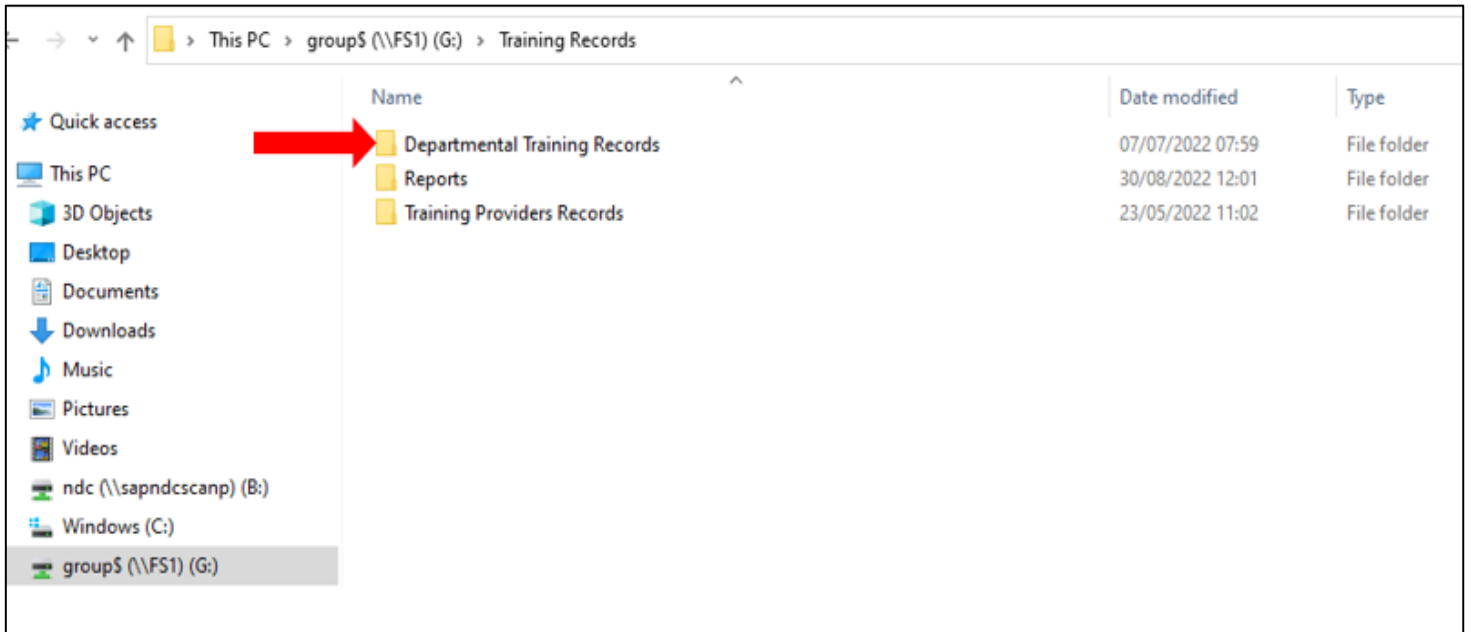 This PC > group$ (\\FS1) (G:) > Training Records
Name Date modified Type
Quick access
Departmental Training Records 07/07/2022 07:59 File folder
This PC
Reports 30/08/2022 12:01 File folder
3D Objects
Training Providers Records 23/05/2022 11:02 File folder
Desktop
Documents
Downloads
Music
Pictures
Videos
ndc (\\sapndcscanp) (B:)
Windows (C:)
group$ (\\FS1) (G:)